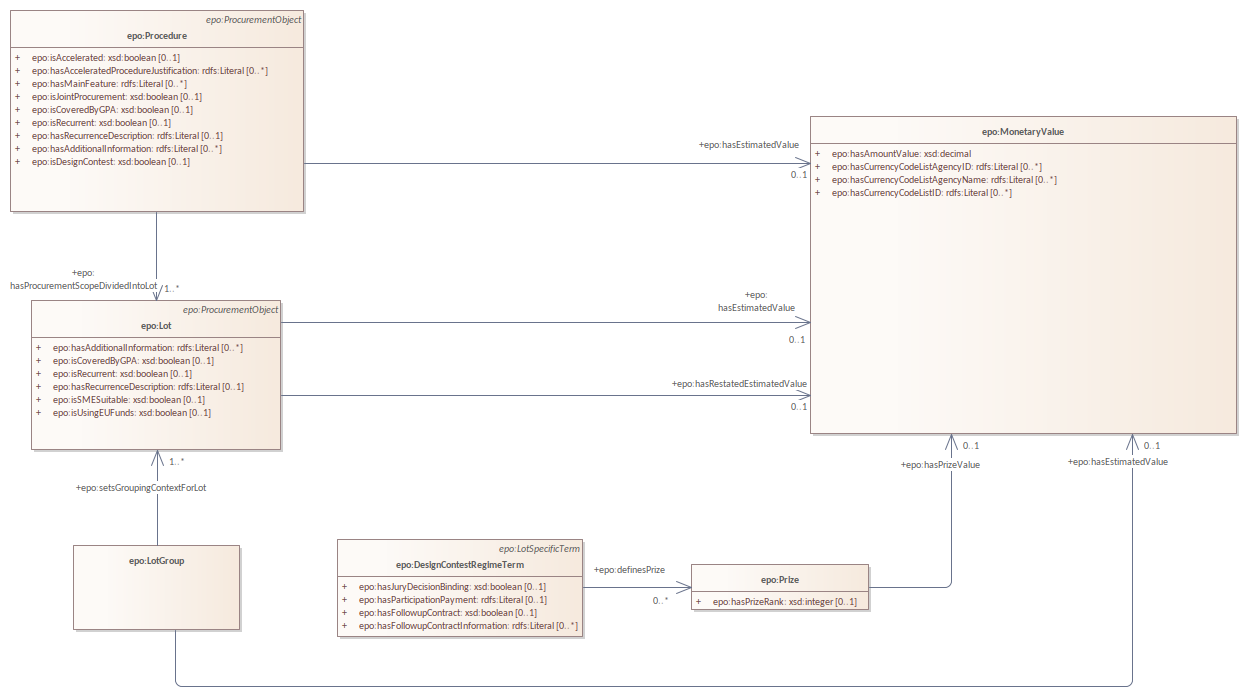 epo:ProcurementObject
epo:Procedure
+ epo:isAccelerated: xsd:boolean [0..1]
+ epo:hasAcceleratedProcedureJustification: rdfs:Literal [0..*]
+ epo:hasMainFeature: rdfs:Literal [0..*]
+ epo:isJointProcurement: xsd:boolean [0..1]
+ epo:isCoveredByGPA: xsd:boolean [0..1]
+ epo:isRecurrent: xsd:boolean [0..1]
+ epo:hasRecurrenceDescription: rdfs:Literal [0..1]
+ epo:hasAdditionalInformation: rdfs:Literal [0..*]
+ epo:isDesignContest: xsd:boolean [0..1]
+epo:hasEstimatedValue
0..1
epo:MonetaryValue
+ epo:hasAmountValue: xsd:decimal
+ epo:hasCurrencyCodeListAgencyID: rdfs:Literal [0..*]
+ epo:hasCurrencyCodeListAgencyName: rdfs:Literal [0..*]
+ epo:hasCurrencyCodeListID: rdfs:Literal [0..*]
+epo:
hasProcurementScopeDividedIntoLot
1..*
epo:ProcurementObject
epo:Lot
+ epo:hasAdditionalInformation: rdfs:Literal [0..*]
+ epo:isCoveredByGPA: xsd:boolean [0..1]
+ epo:isRecurrent: xsd:boolean [0..1]
+ epo:hasRecurrenceDescription: rdfs:Literal [0..1]
+ epo:isSMESuitable: xsd:boolean [0..1]
+ epo:isUsingEUFunds: xsd:boolean [0..1]
+epo:
hasEstimatedValue
0..1
+epo:hasRestatedEstimatedValue
0..1
1..*
+epo:setsGroupingContextForLot
0..1
+epo:hasPrizeValue
0..1
+epo:hasEstimatedValue
epo:LotGroup
epo:LotSpecificTerm
epo:DesignContestRegimeTerm
+ epo:hasJuryDecisionBinding: xsd:boolean [0..1]
+ epo:hasParticipationPayment: rdfs:Literal [0..1]
+ epo:hasFollowupContract: xsd:boolean [0..1]
+ epo:hasFollowupContractInformation: rdfs:Literal [0..*]
+epo:definesPrize
0..*
epo:Prize
+ epo:hasPrizeRank: xsd:integer [0..1]